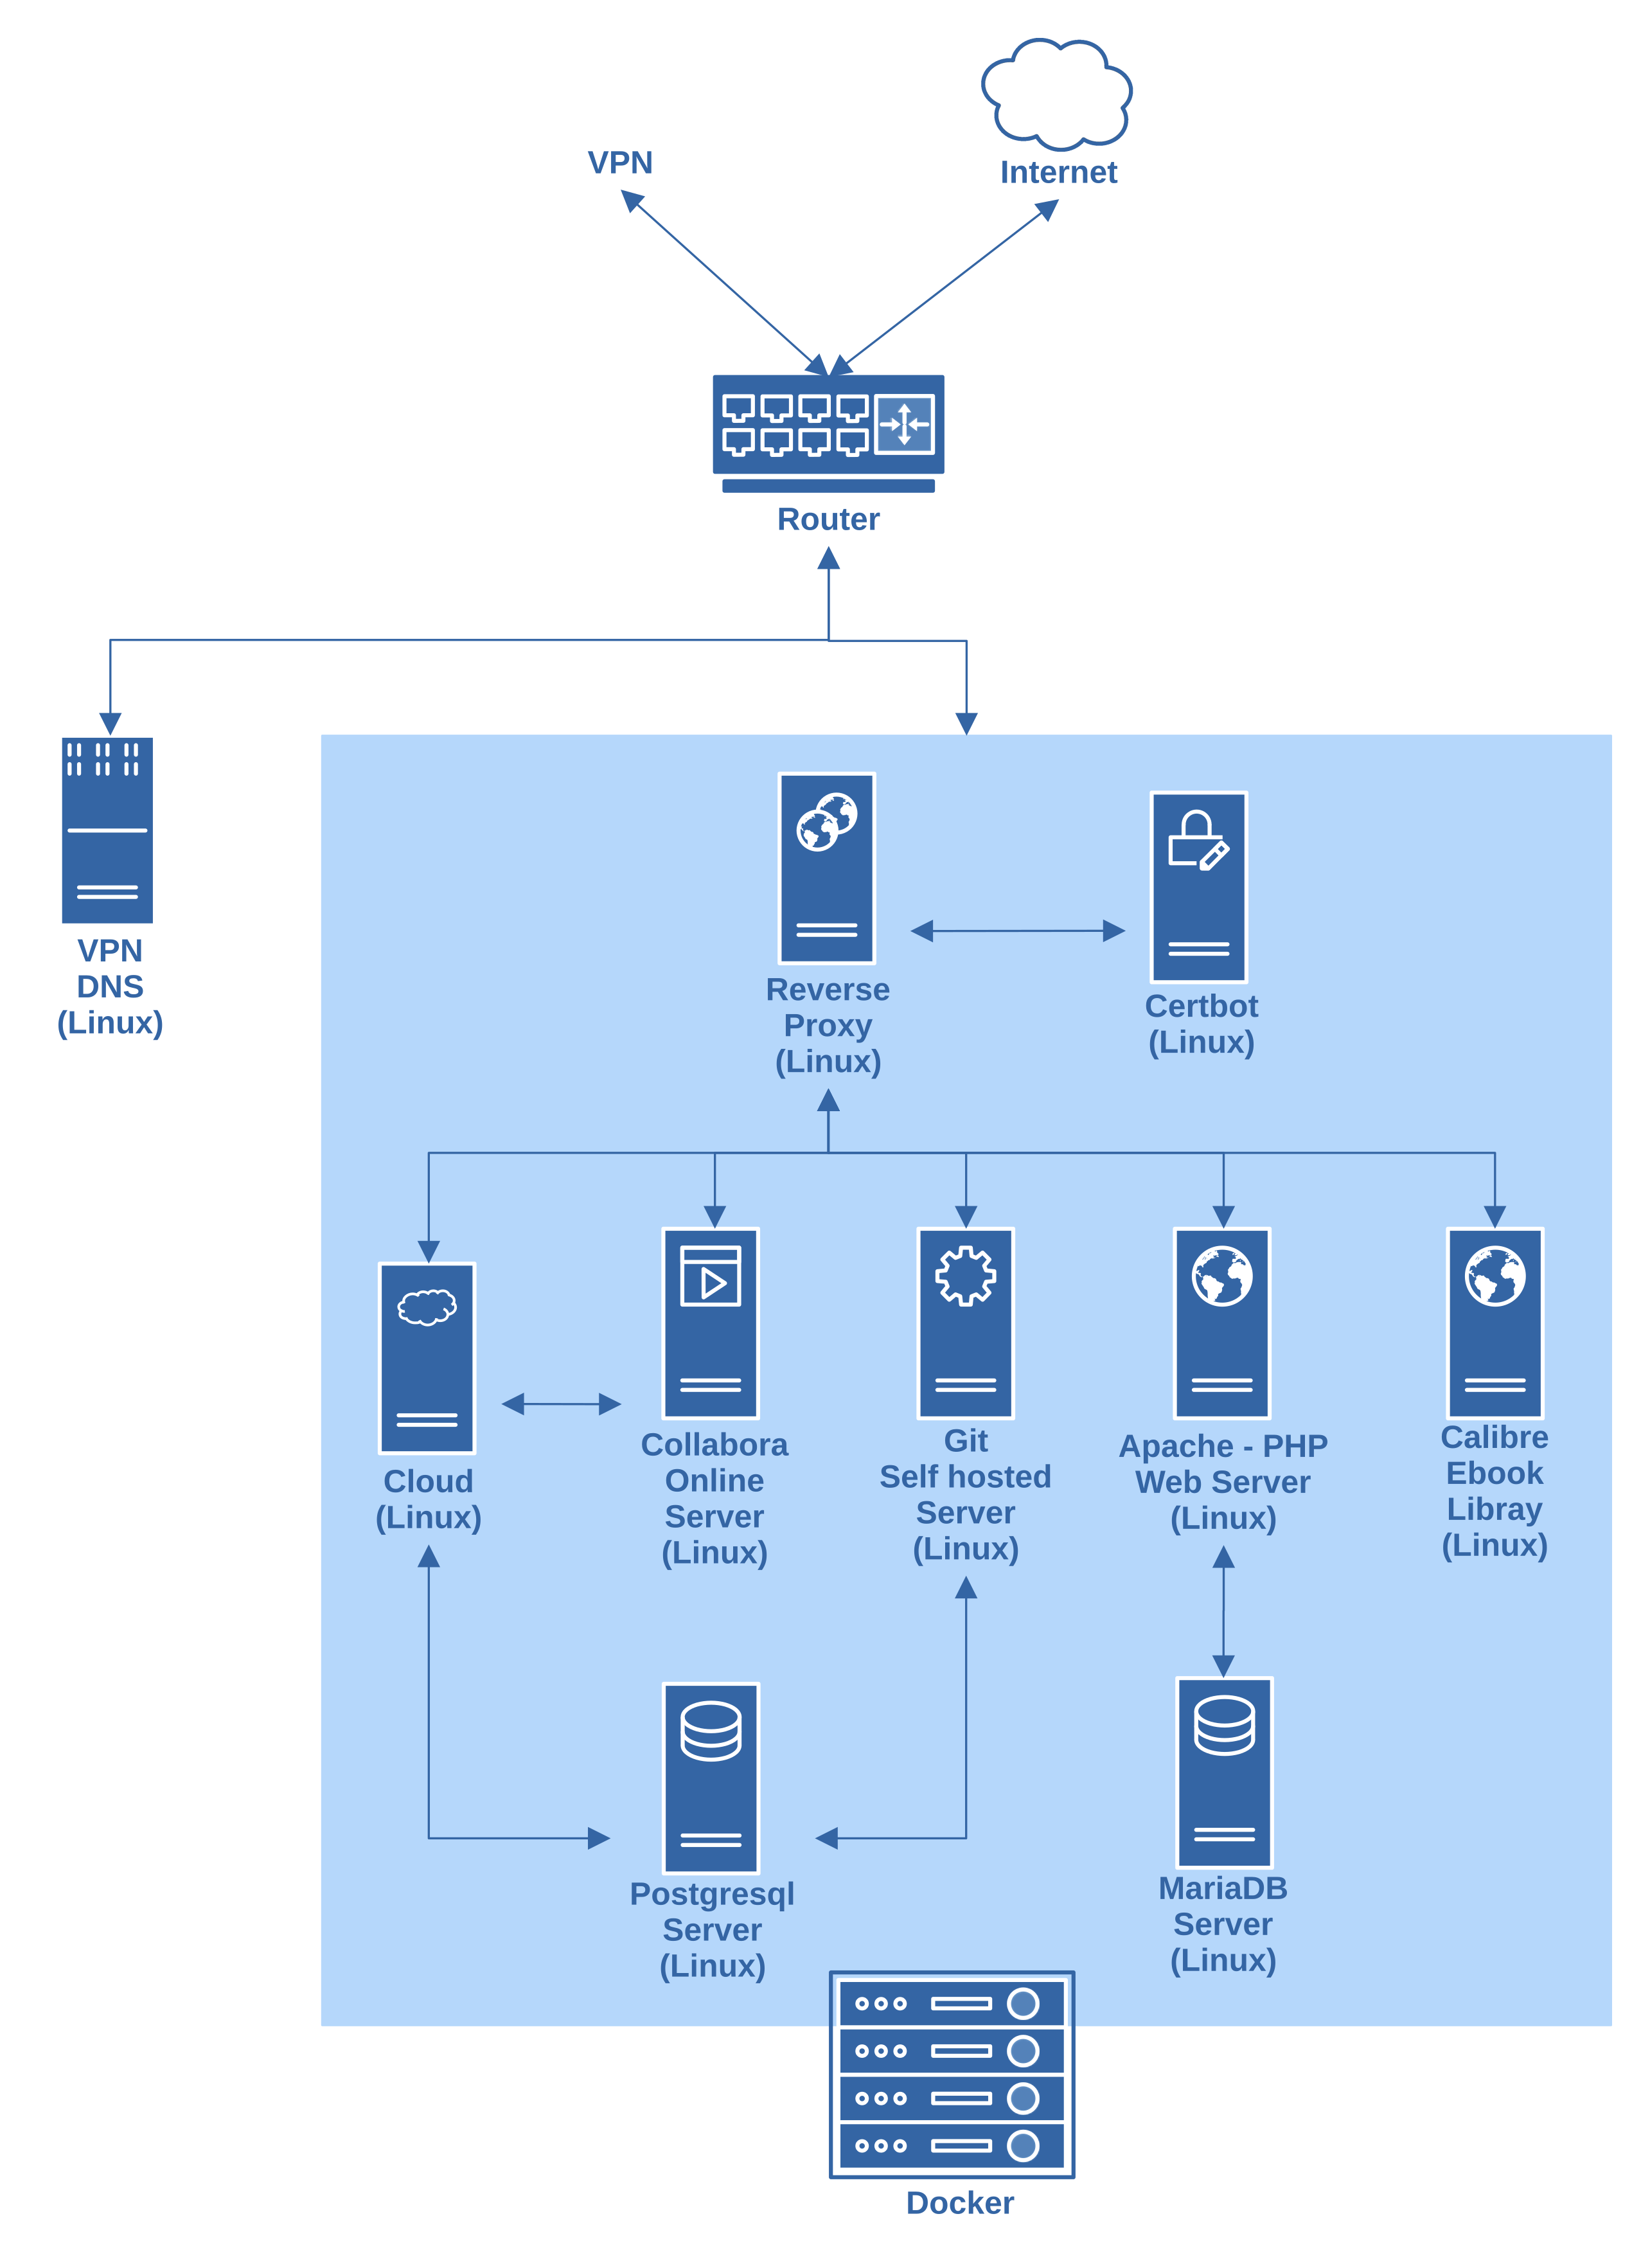 VPN
Internet
Router
VPN
DNS
(Linux)
Reverse
Proxy
(Linux)
Certbot
(Linux)
Cloud
(Linux)
Collabora
Online
Server
(Linux)
Git
Self hosted
Server
(Linux)
Apache - PHP
Web Server
(Linux)
Calibre
Ebook
Libray
(Linux)
Postgresql
Server
(Linux)
MariaDB
Server
(Linux)
Docker